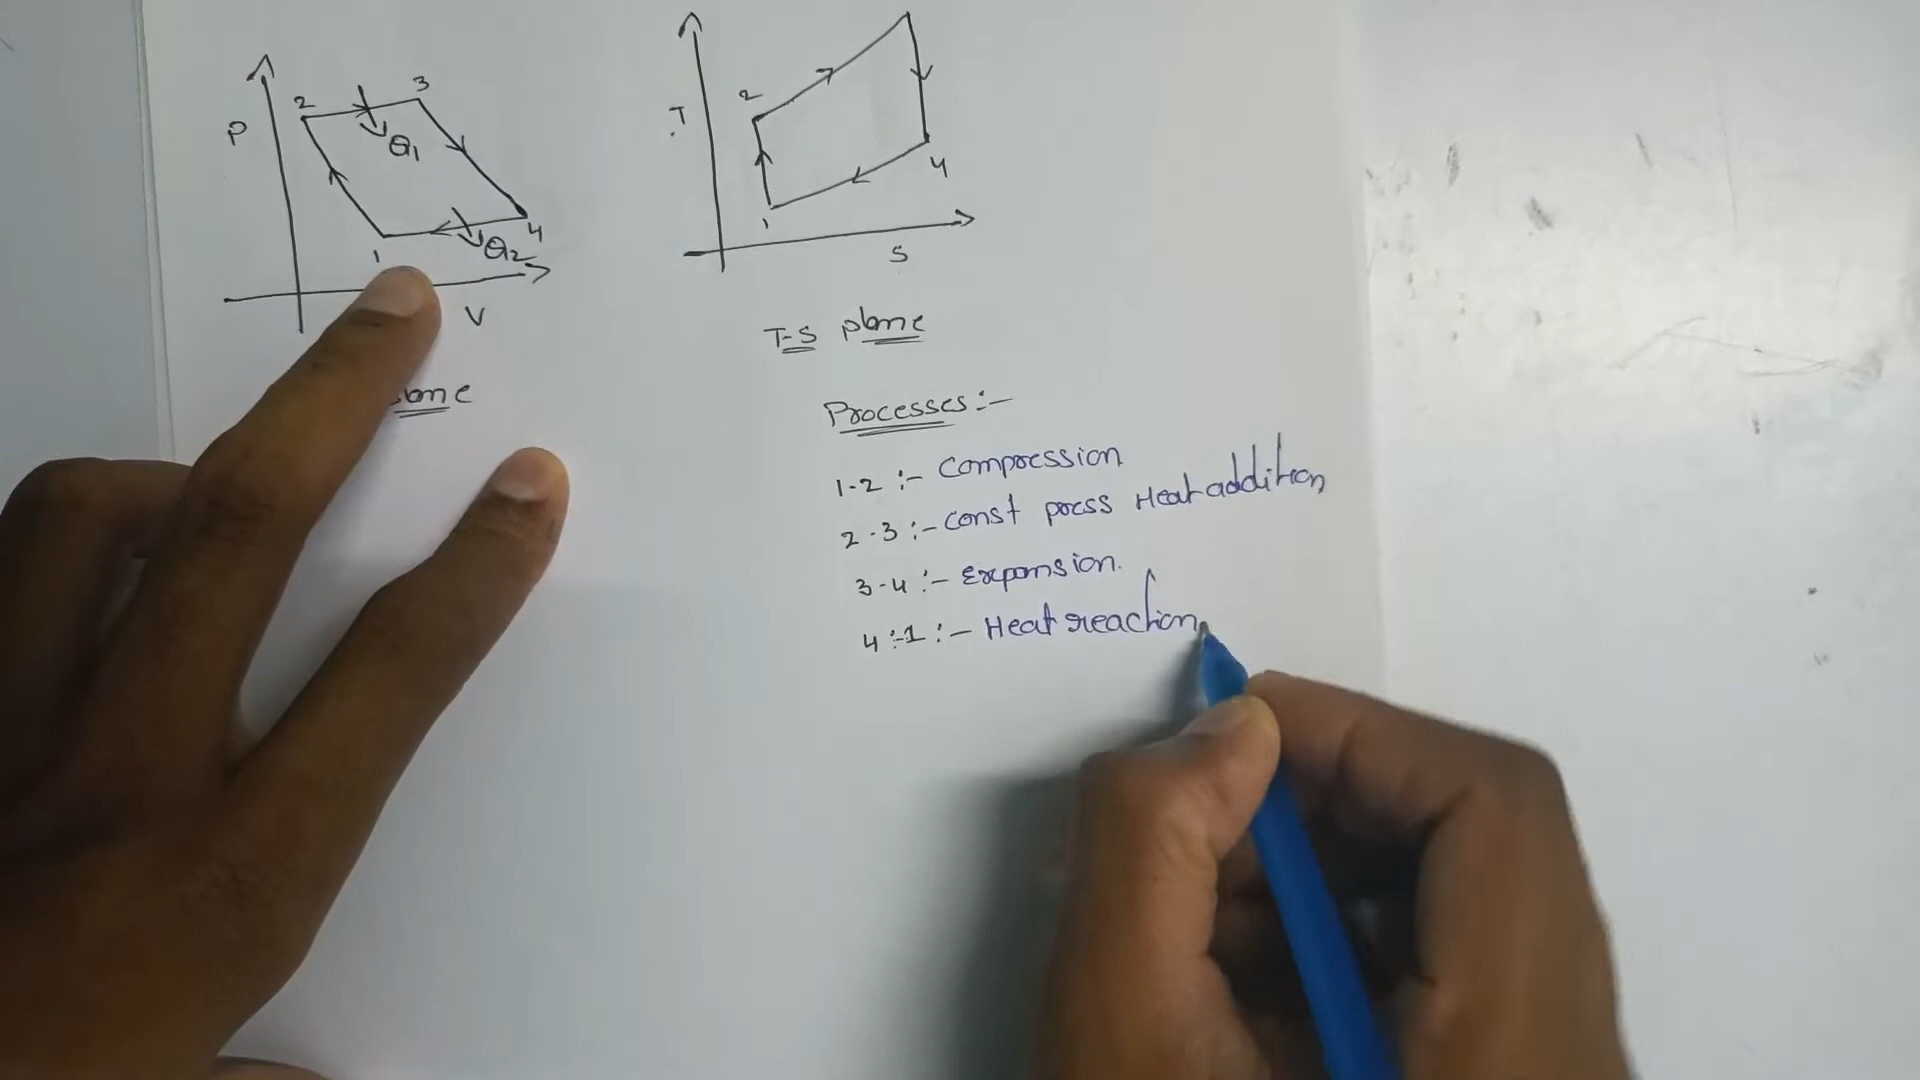 P
2
3
Q1
1
4
Q2
V
T
2
1
4
S
T-S plane
Processes :-
1-2 :- Compression
2-3 :- Const press Heat addition
3-4 :- Expansion.
4-1 :- Heat reaction